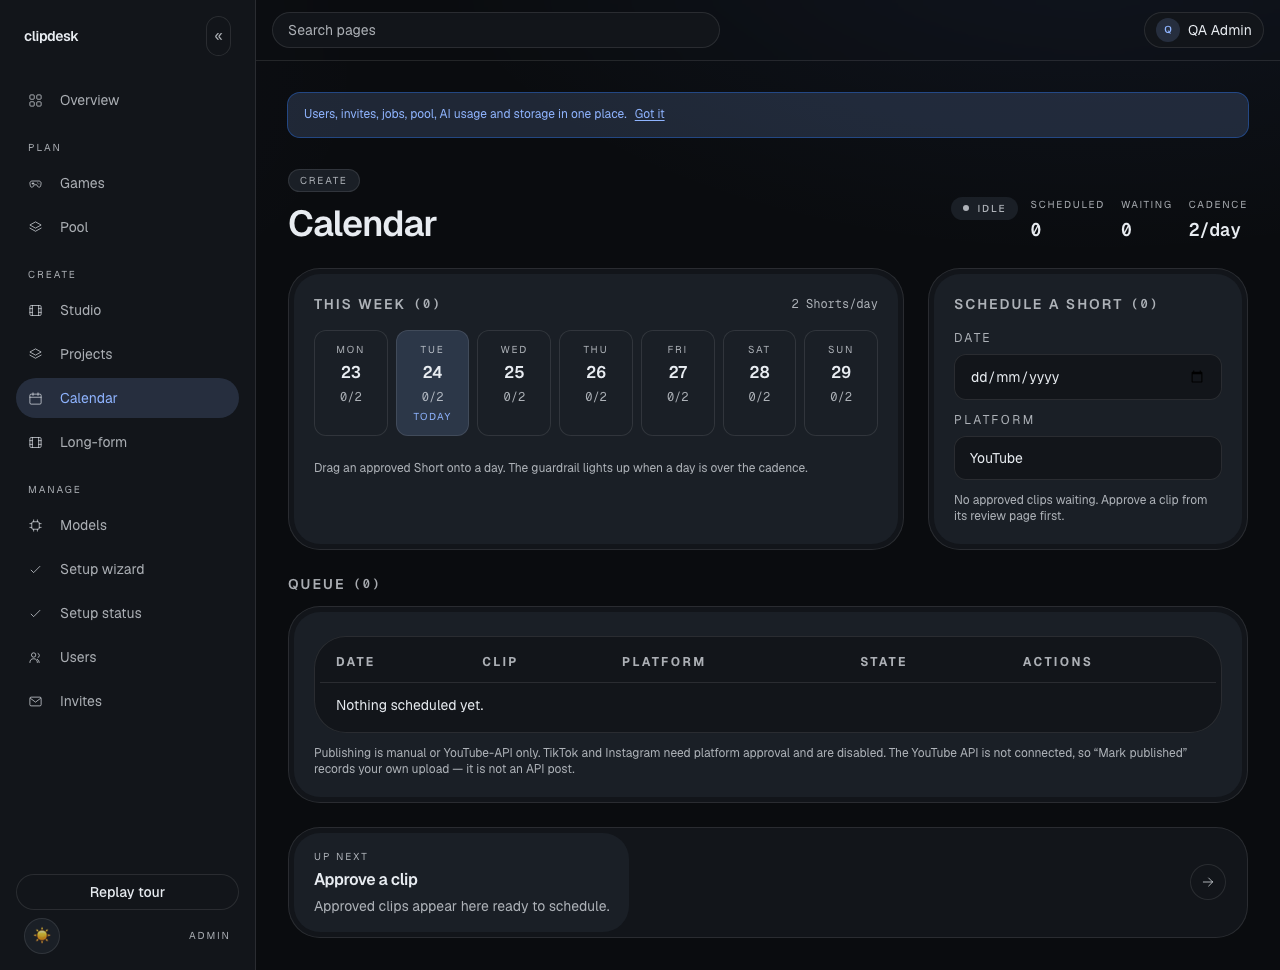 clipdesk
«
Search pages
Q QA Admin
Overview
PLAN
Games
Pool
CREATE
Studio
Projects
Calendar
Long-form
MANAGE
Models
Setup wizard
Setup status
Users
Invites
Replay tour
ADMIN
Users, invites, jobs, pool, AI usage and storage in one place. Got it
CREATE
Calendar
IDLE
SCHEDULED
0
WAITING
0
CADENCE
2/day
THIS WEEK (0)
2 Shorts/day
MON
23
0/2
TUE
24
0/2
TODAY
WED
25
0/2
THU
26
0/2
FRI
27
0/2
SAT
28
0/2
SUN
29
0/2
Drag an approved Short onto a day. The guardrail lights up when a day is over the cadence.
SCHEDULE A SHORT (0)
DATE
dd/mm/yyyy
PLATFORM
YouTube
No approved clips waiting. Approve a clip from
its review page first.
QUEUE (0)
DATE CLIP PLATFORM STATE ACTIONS
Nothing scheduled yet.
Publishing is manual or YouTube-API only. TikTok and Instagram need platform approval and are disabled. The YouTube API is not connected, so “Mark published”
records your own upload — it is not an API post.
UP NEXT
Approve a clip
Approved clips appear here ready to schedule.